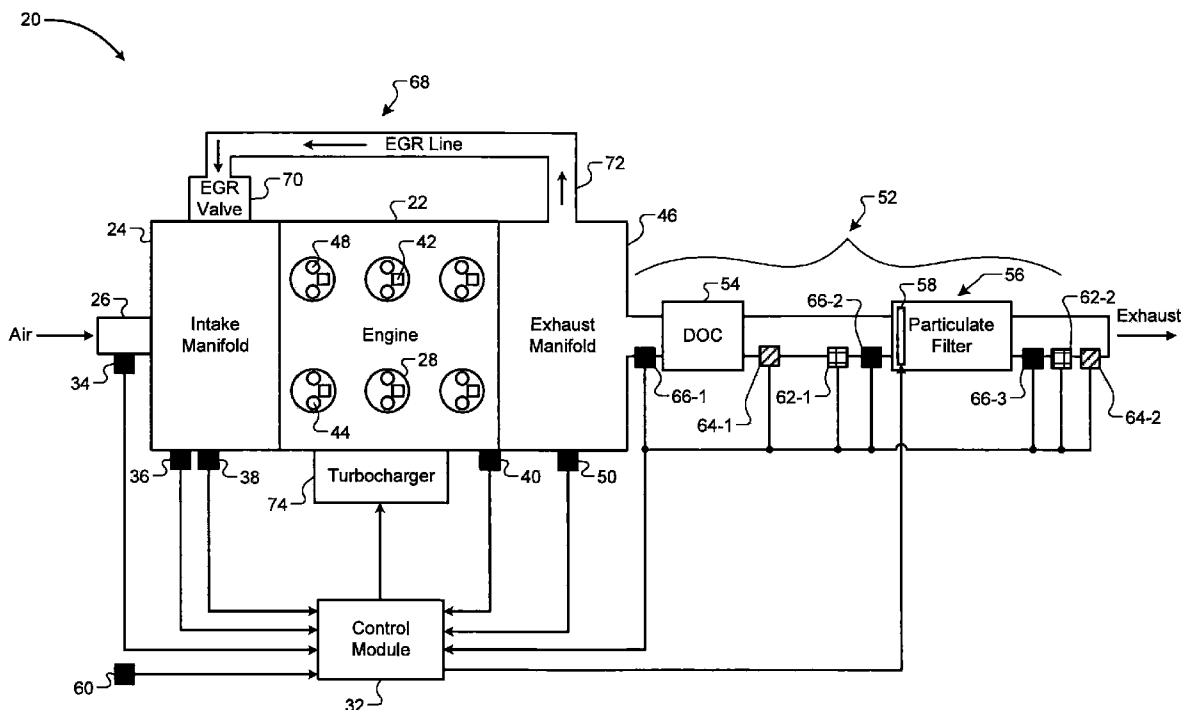 20
68
EGR Line
72
EGR
Valve
70
22
24
46
52
48
42
54
58
56
66-2
62-2
26
Air
Intake
Manifold
Engine
Exhaust
Manifold
DOC
Particulate
Filter
Exhaust
34
28
66-1
62-1
66-3
64-1
64-2
44
36
38
Turbocharger
74
40
50
Control
Module
60
32